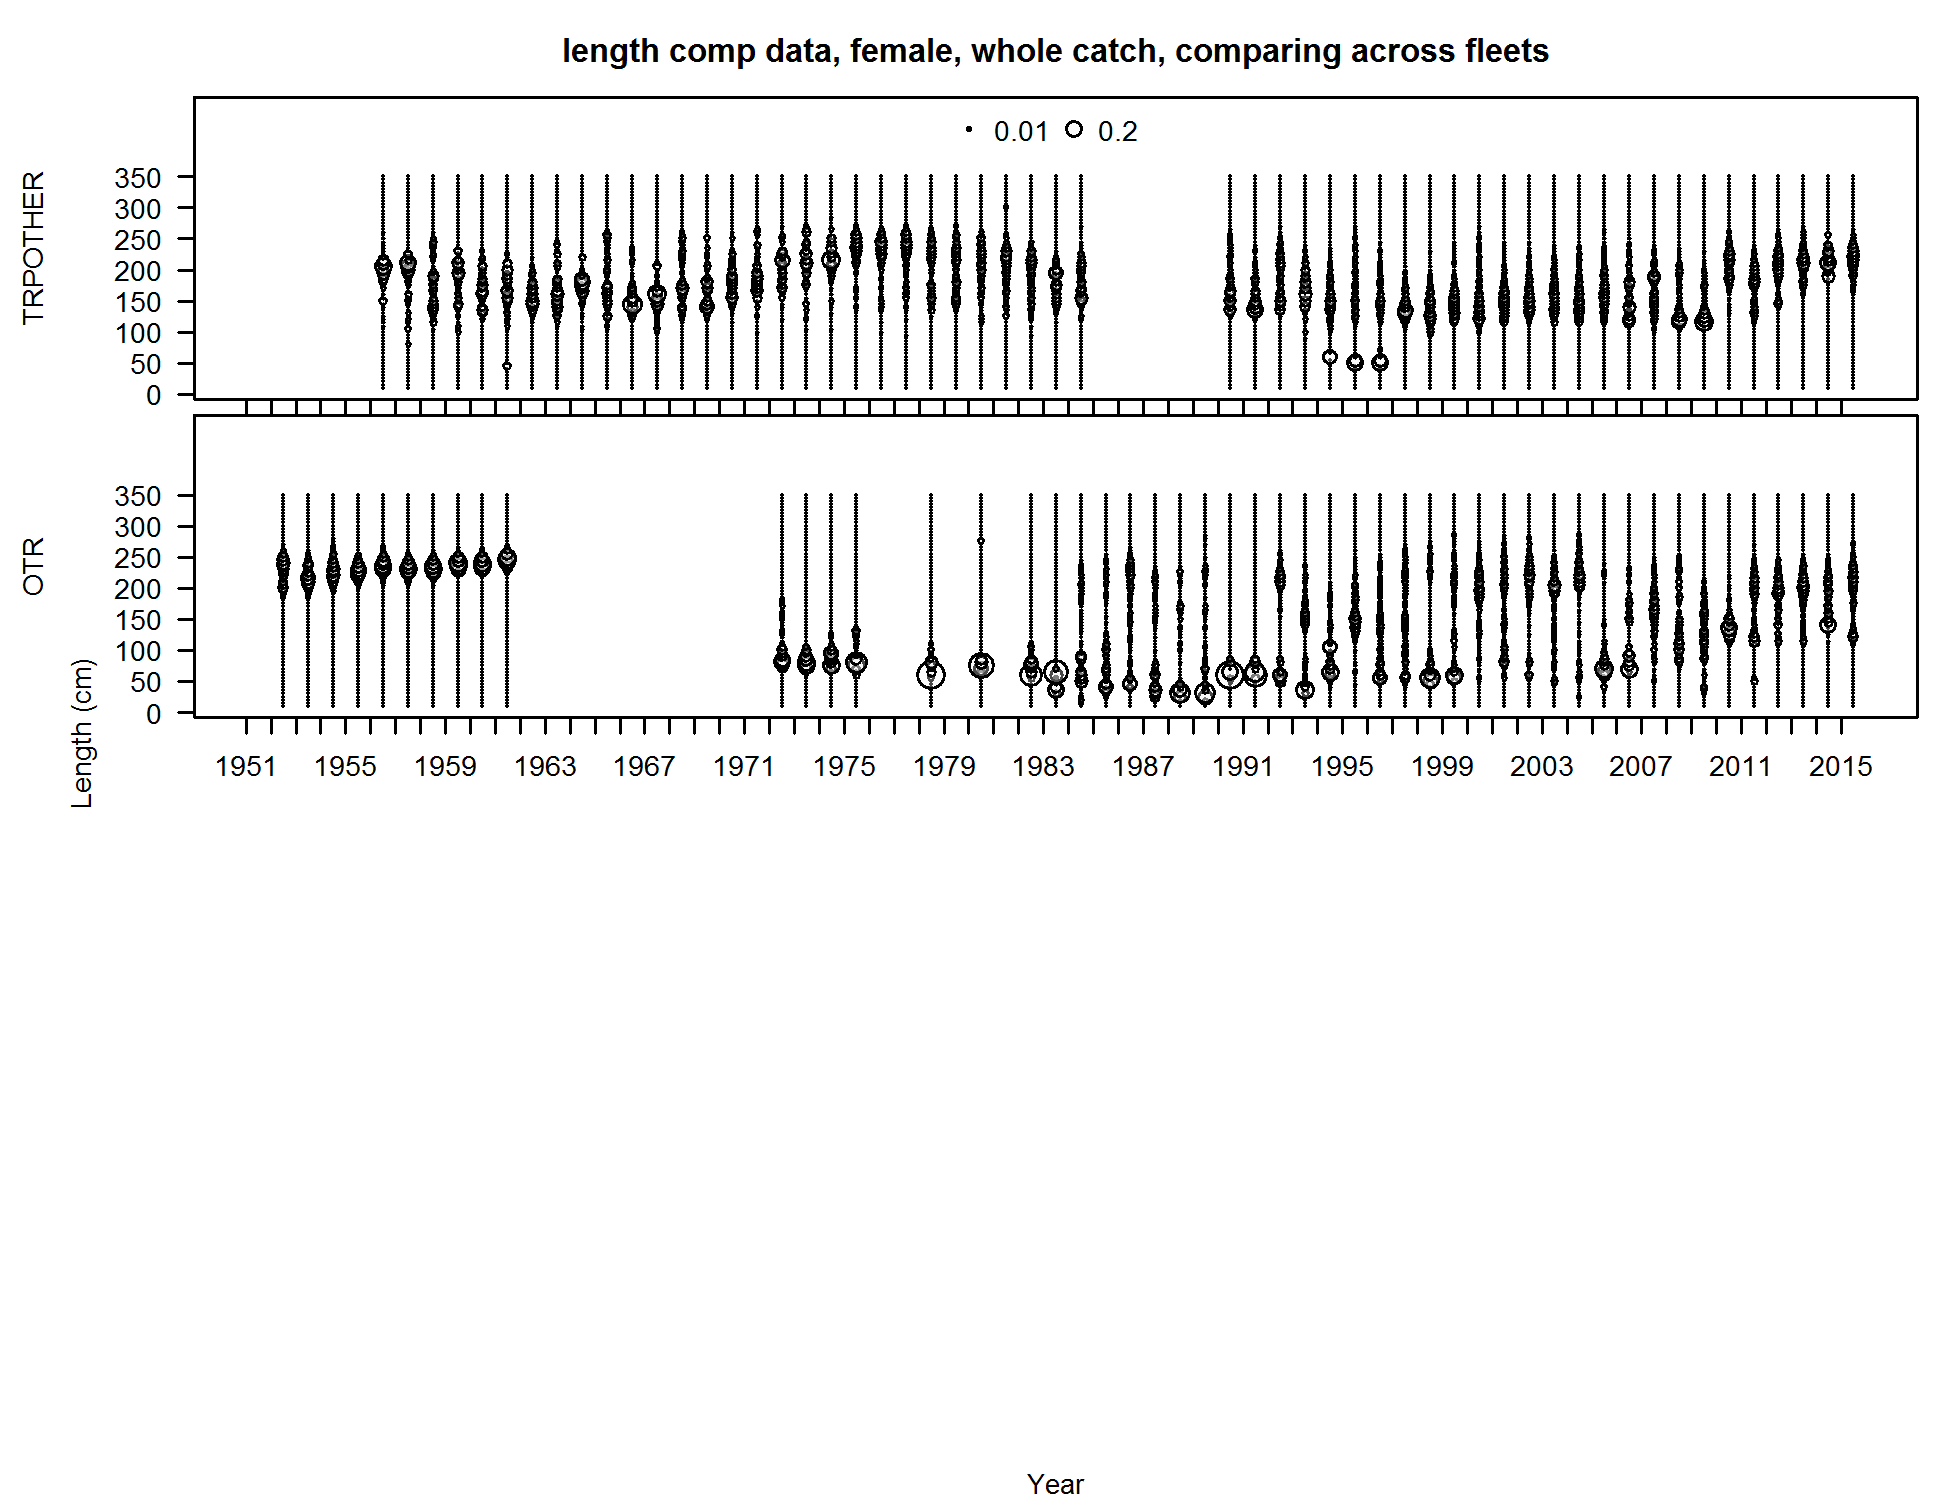 length comp data, female, whole catch, comparing across fleets
0.01 0.2
TRPOTHER
350
300
250
200
150
100
50
0
OTR
350
300
250
200
150
100
50
0
Length (cm)
1951 1955 1959 1963 1967 1971 1975 1979 1983 1987 1991 1995 1999 2003 2007 2011 2015
Year